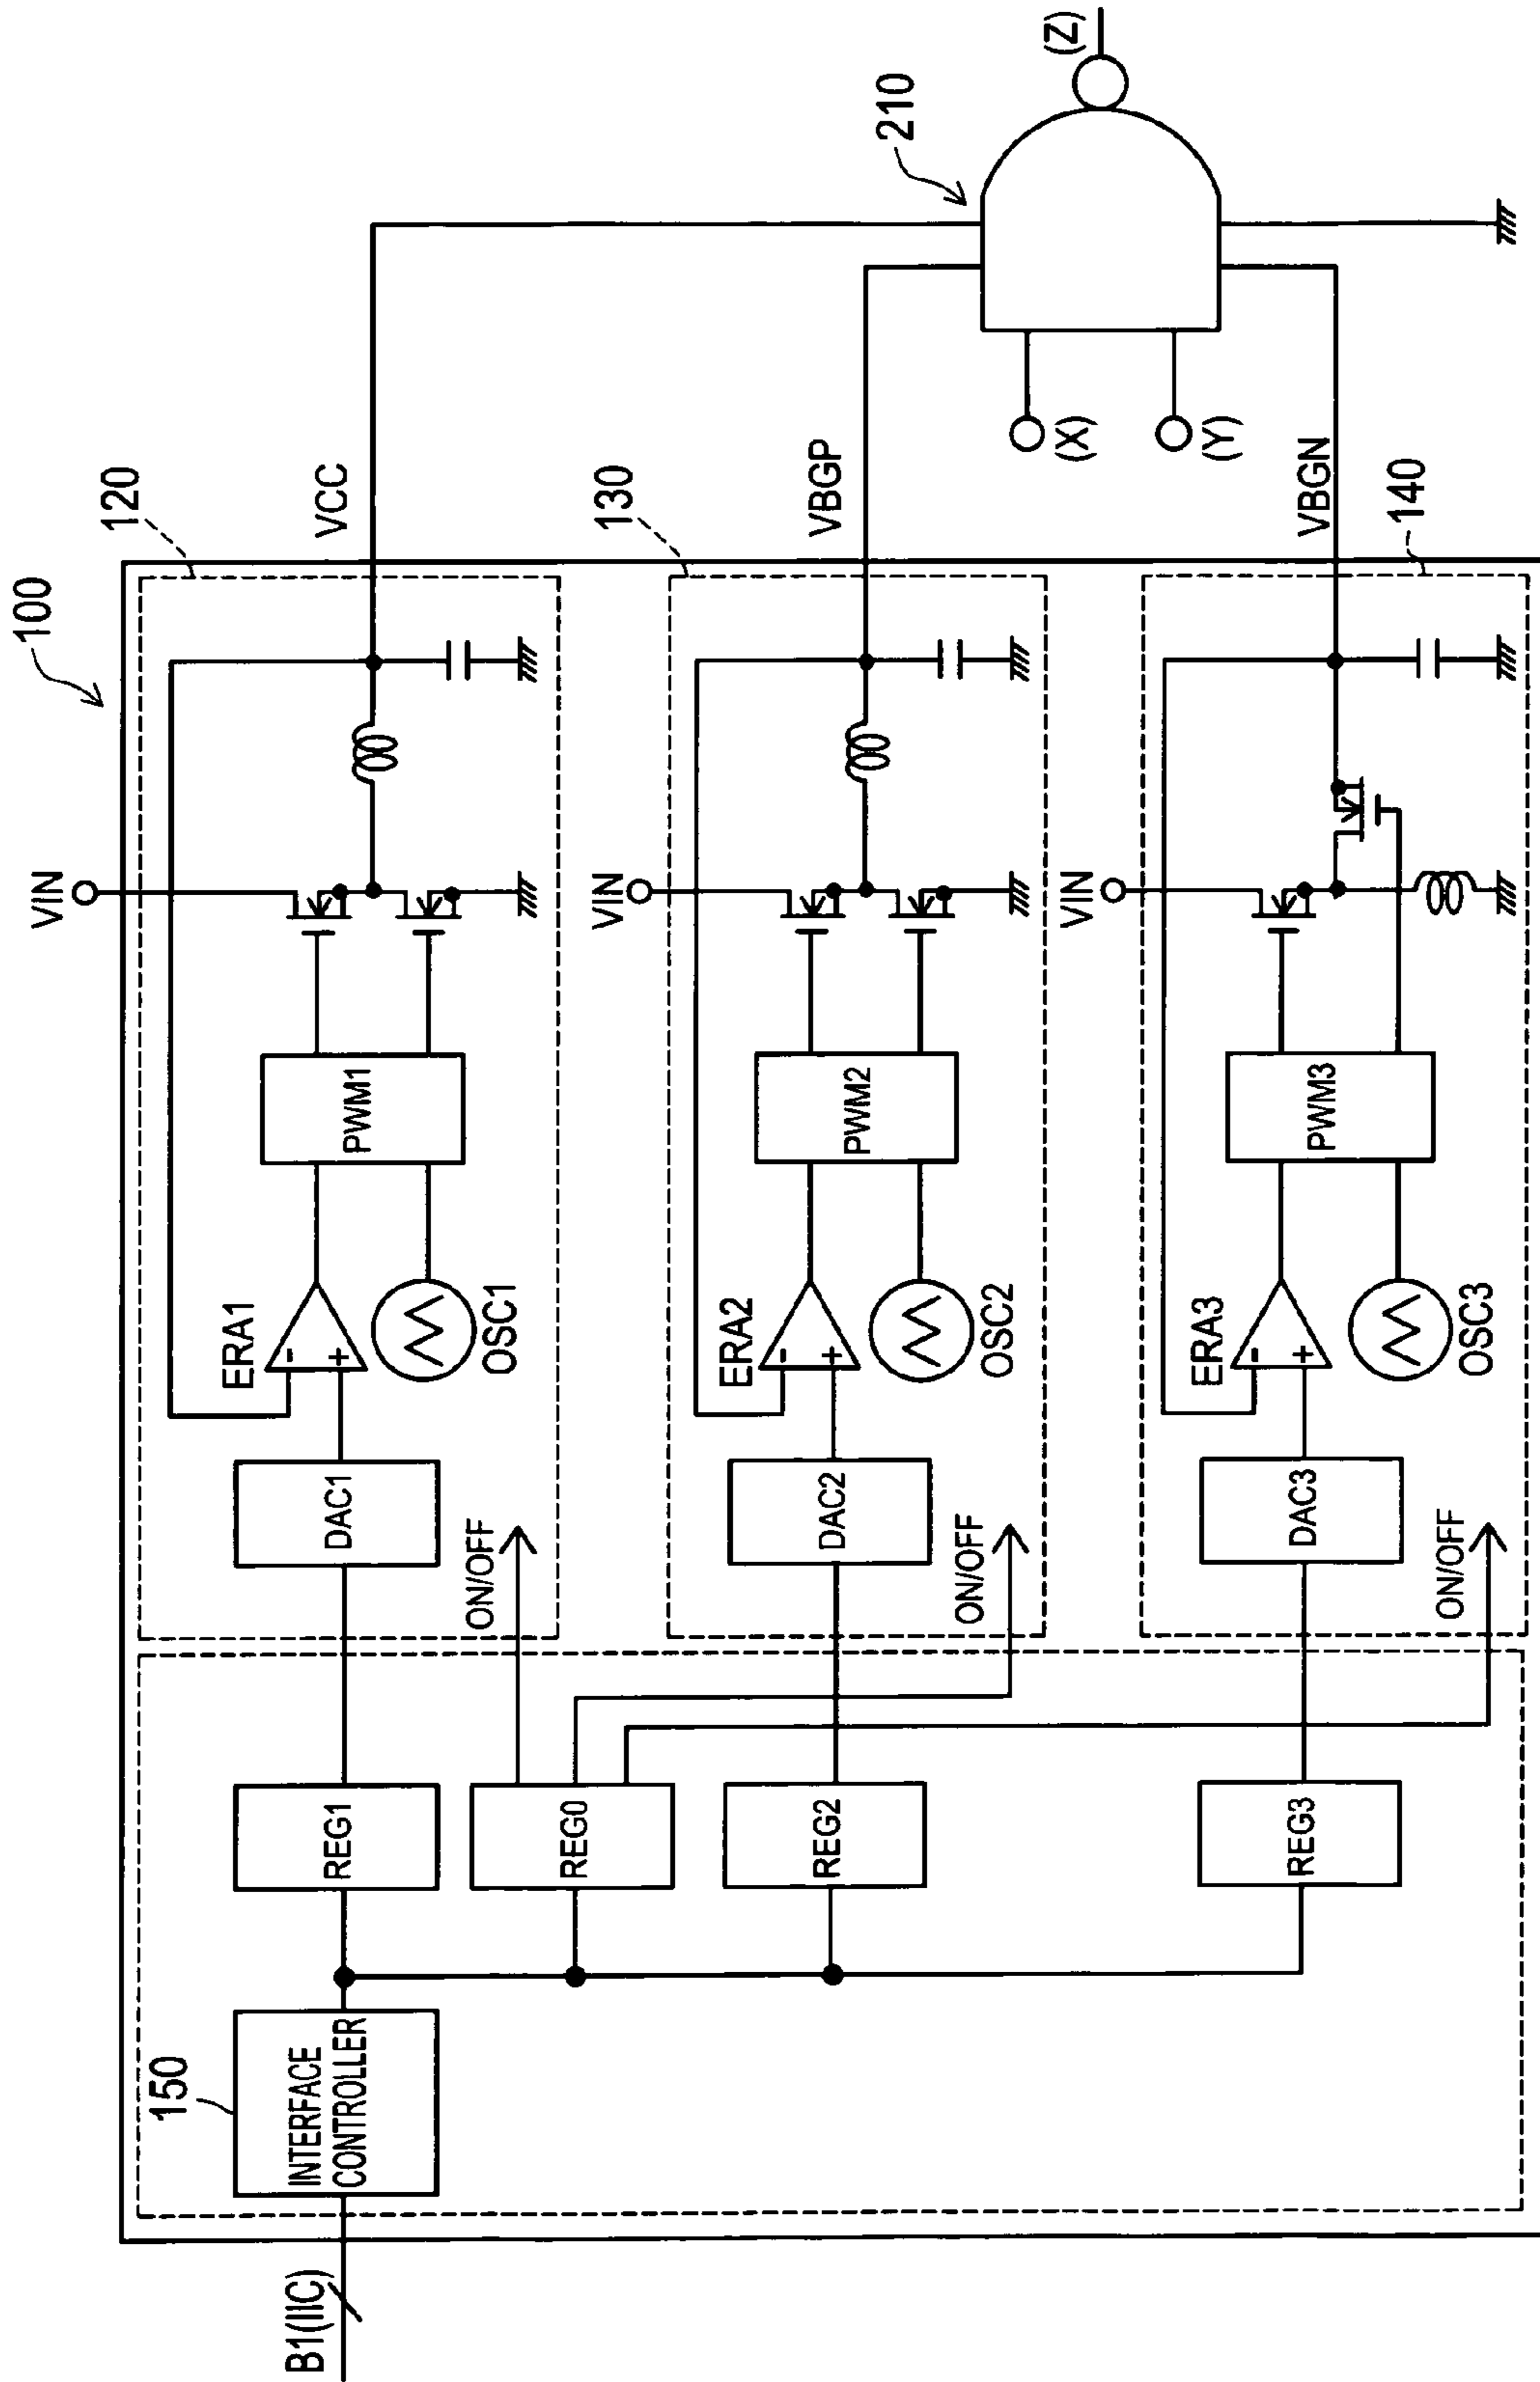 100
B1(IIC)
150
INTERFACE
CONTROLLER
REG1
REG0
REG2
REG3
120
VIN
DAC1
ERA1
-
+
OSC1
PWM1
ON/OFF
VCC
130
VIN
DAC2
ERA2
-
+
OSC2
PWM2
ON/OFF
VBGP
140
VIN
DAC3
ERA3
-
+
OSC3
PWM3
ON/OFF
VBGN
210
(X)
(Y)
(Z)